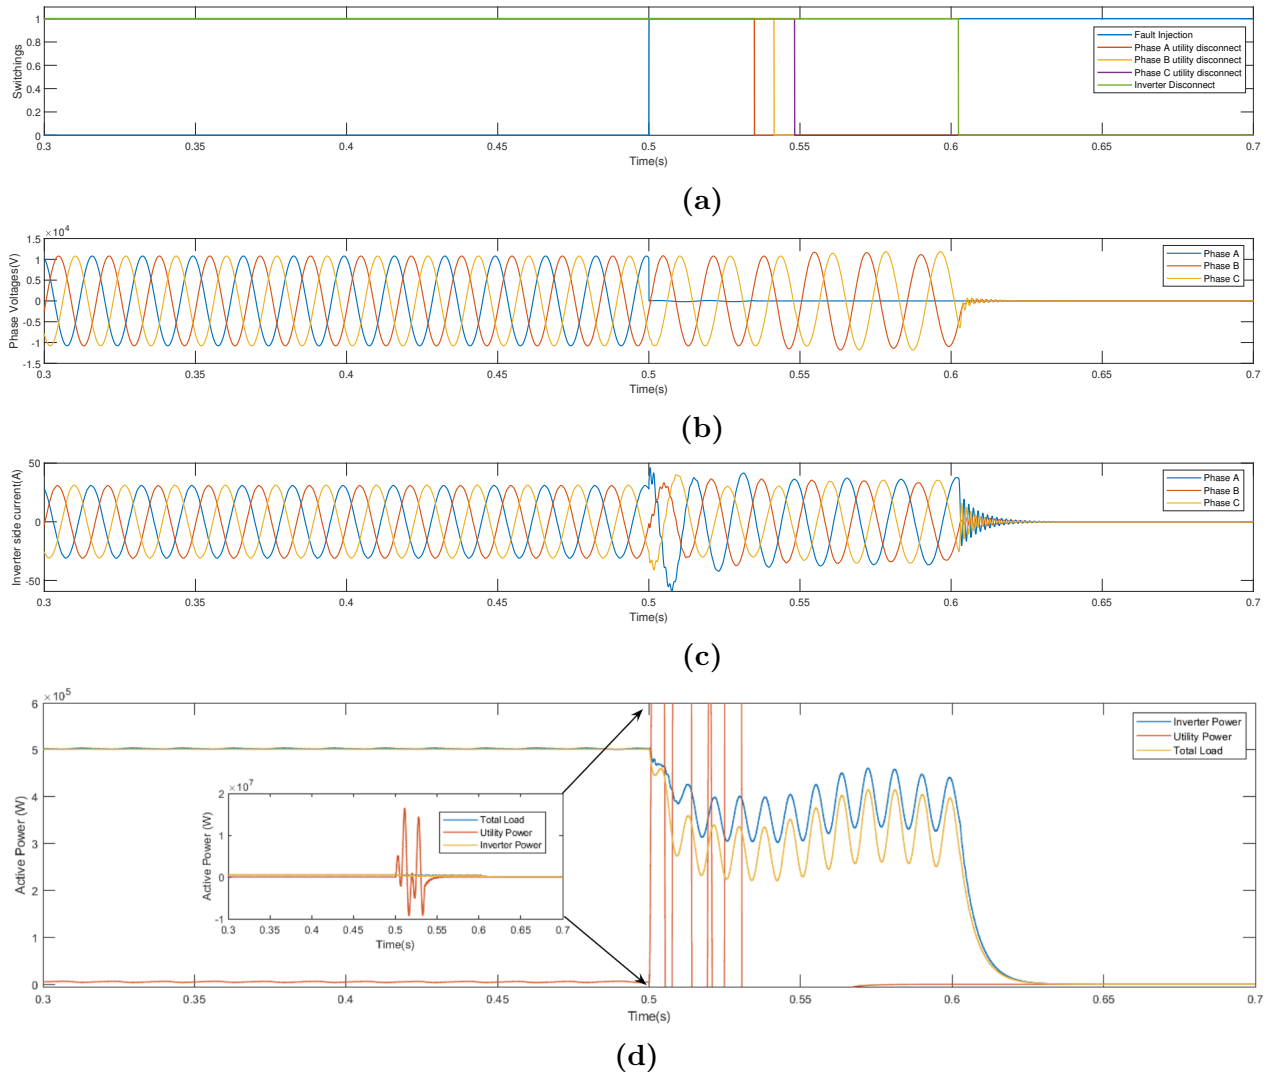 1
0.8
0.6
0.4
0.2
0
Switchings
Fault Injection
Phase A utility disconnect
Phase B utility disconnect
Phase C utility disconnect
Inverter Disconnect
0.3 0.35 0.4 0.45 0.5 0.55 0.6 0.65 0.7
Time(s)
(a)
×10^4
1.5
1
0.5
0
-0.5
-1
-1.5
Phase Voltages(V)
Phase A
Phase B
Phase C
0.3 0.35 0.4 0.45 0.5 0.55 0.6 0.65 0.7
Time(s)
(b)
50
0
-50
Inverter side current(A)
Phase A
Phase B
Phase C
0.3 0.35 0.4 0.45 0.5 0.55 0.6 0.65 0.7
Time(s)
(c)
×10^5
6
5
4
3
2
1
0
Active Power (W)
Inverter Power
Utility Power
Total Load
×10^7
2
1
0
-1
Active Power (W)
Total Load
Utility Power
Inverter Power
0.3 0.35 0.4 0.45 0.5 0.55 0.6 0.65 0.7
Time(s)
0.3 0.35 0.4 0.45 0.5 0.55 0.6 0.65 0.7
Time(s)
(d)